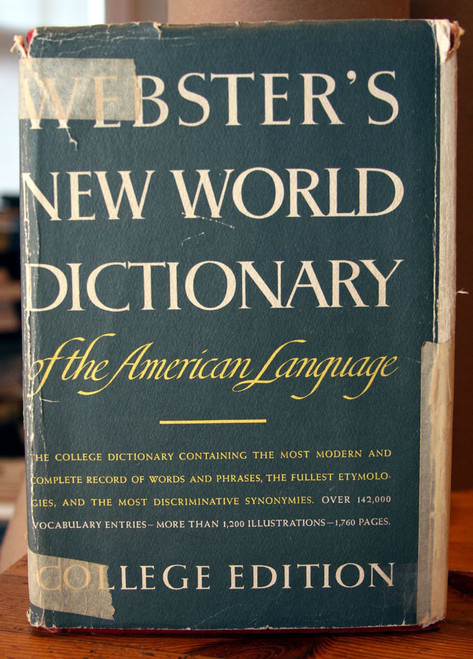 WEBSTER'S
NEW WORLD
DICTIONARY
of the American Language
THE COLLEGE DICTIONARY CONTAINING THE MOST MODERN AND
COMPLETE RECORD OF WORDS AND PHRASES, THE FULLEST ETYMOLO-
GIES, AND THE MOST DISCRIMINATIVE SYNONYMIES. OVER 142,000
VOCABULARY ENTRIES—MORE THAN 1,200 ILLUSTRATIONS—1,760 PAGES.
COLLEGE EDITION